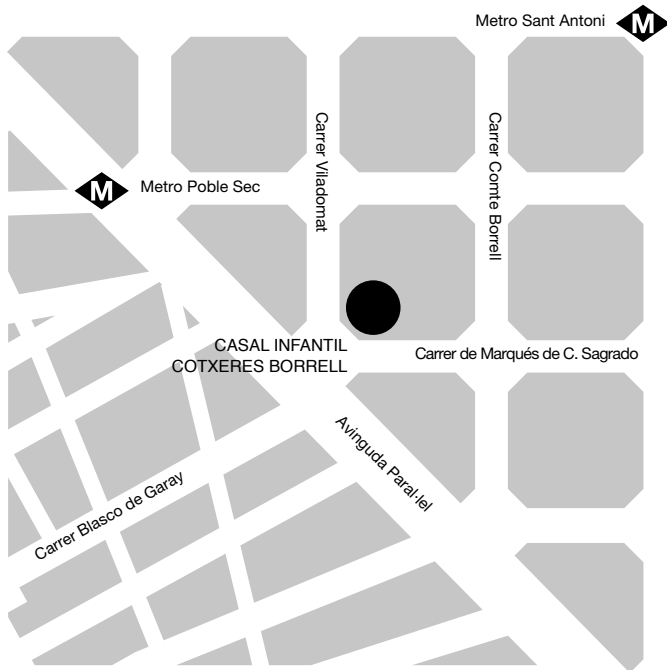 Metro Sant Antoni
M
Carrer Viladomat
Carrer Comte Borrell
M
Metro Poble Sec
CASAL INFANTIL
COTXERES BORRELL
Carrer de Marqués de C. Sagrado
Avinguda Paral·lel
Carrer Blasco de Garay